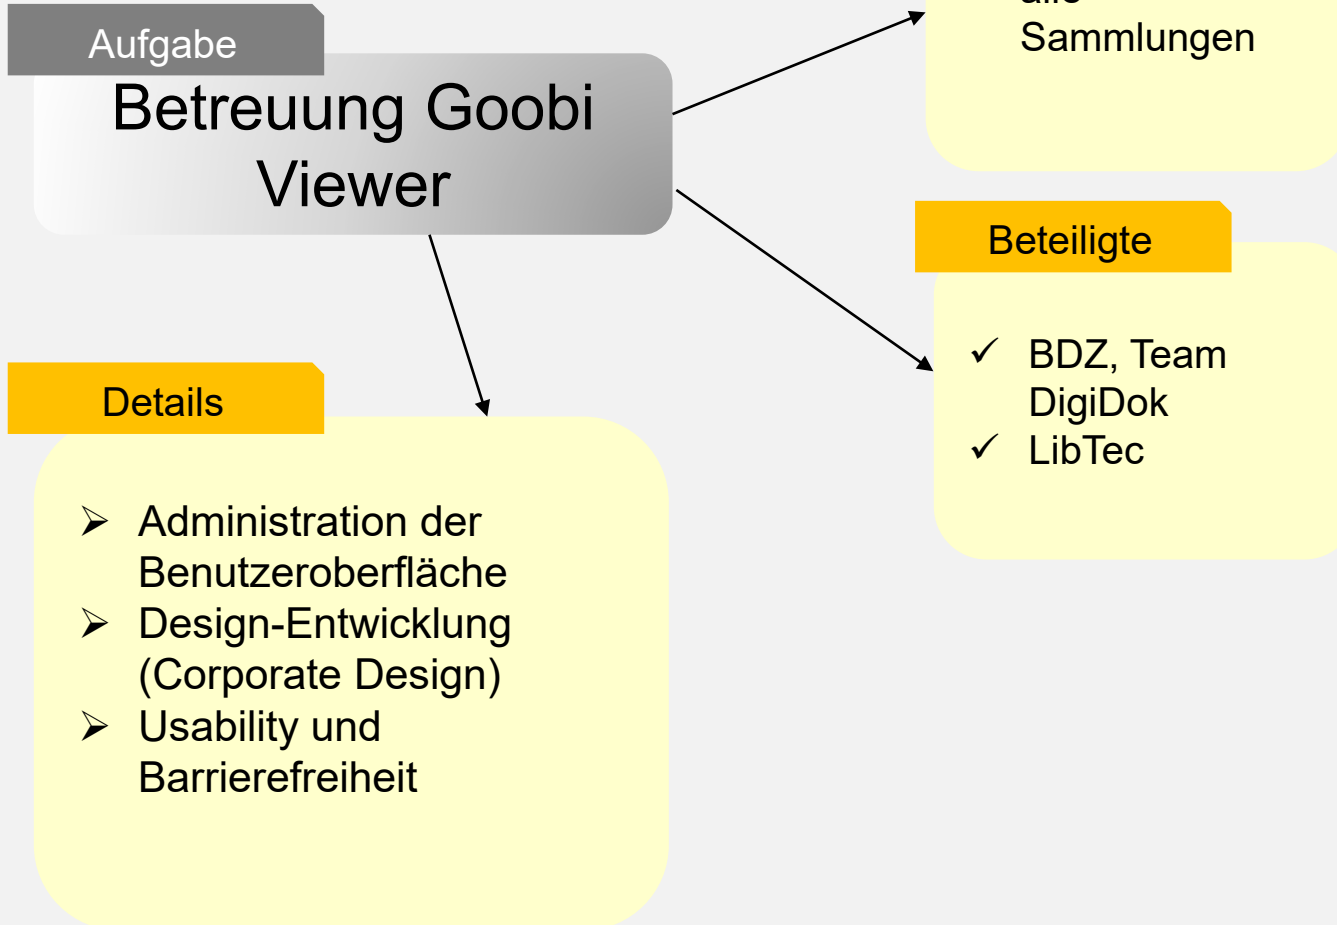 Aufgabe
Betreuung Goobi
Viewer
Sammlungen
Beteiligte
✓ BDZ, Team
DigiDok
✓ LibTec
Details
➢ Administration der
Benutzeroberfläche
➢ Design-Entwicklung
(Corporate Design)
➢ Usability und
Barrierefreiheit